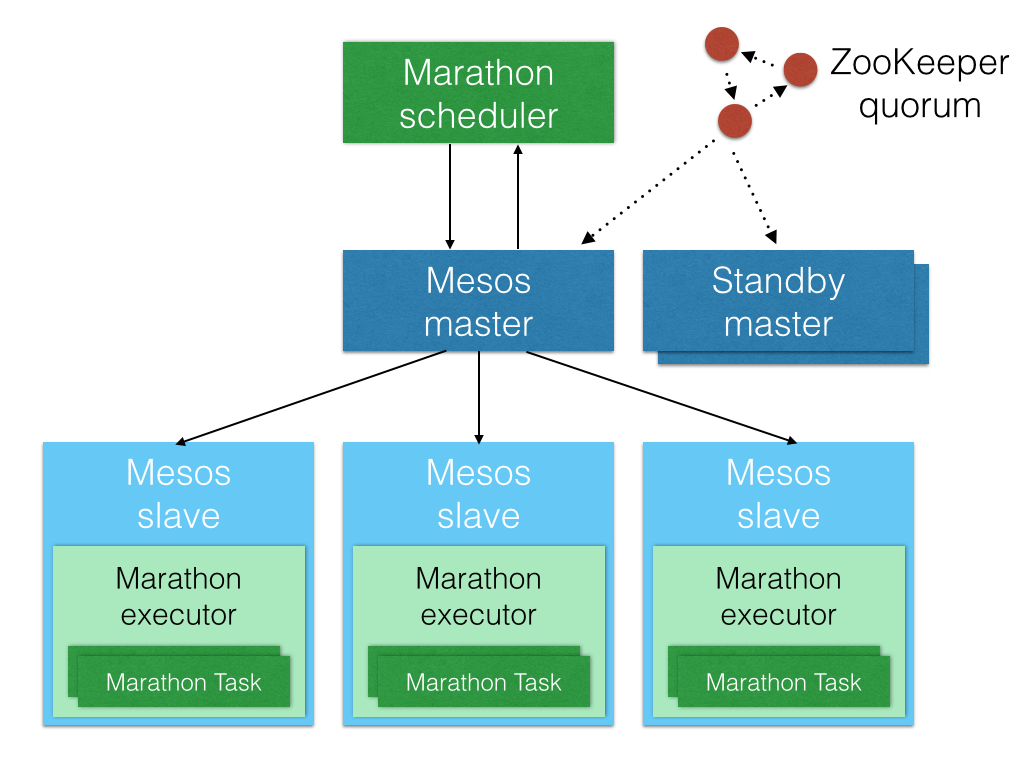 Marathon
scheduler
ZooKeeper
quorum
Mesos
master
Standby
master
Mesos
slave
Marathon
executor
Marathon Task
Mesos
slave
Marathon
executor
Marathon Task
Mesos
slave
Marathon
executor
Marathon Task